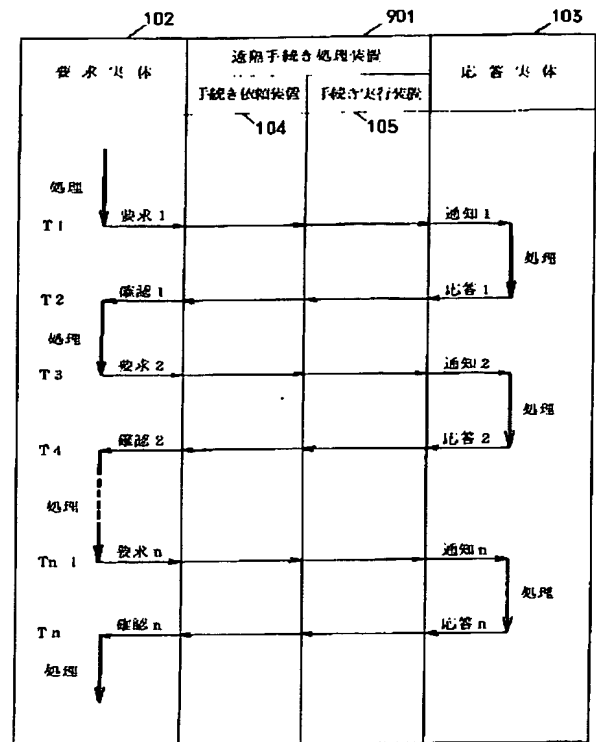 102
901
103
要求実体
遠隔手続き処理装置
応答実体
手続き依頼装置
手続き実行装置
104
105
処理
T1
要求1
通知1
処理
T2
確認1
応答1
処理
T3
要求2
通知2
処理
T4
確認2
応答2
処理
Tn 1
要求n
通知n
処理
Tn
確認n
応答n
処理